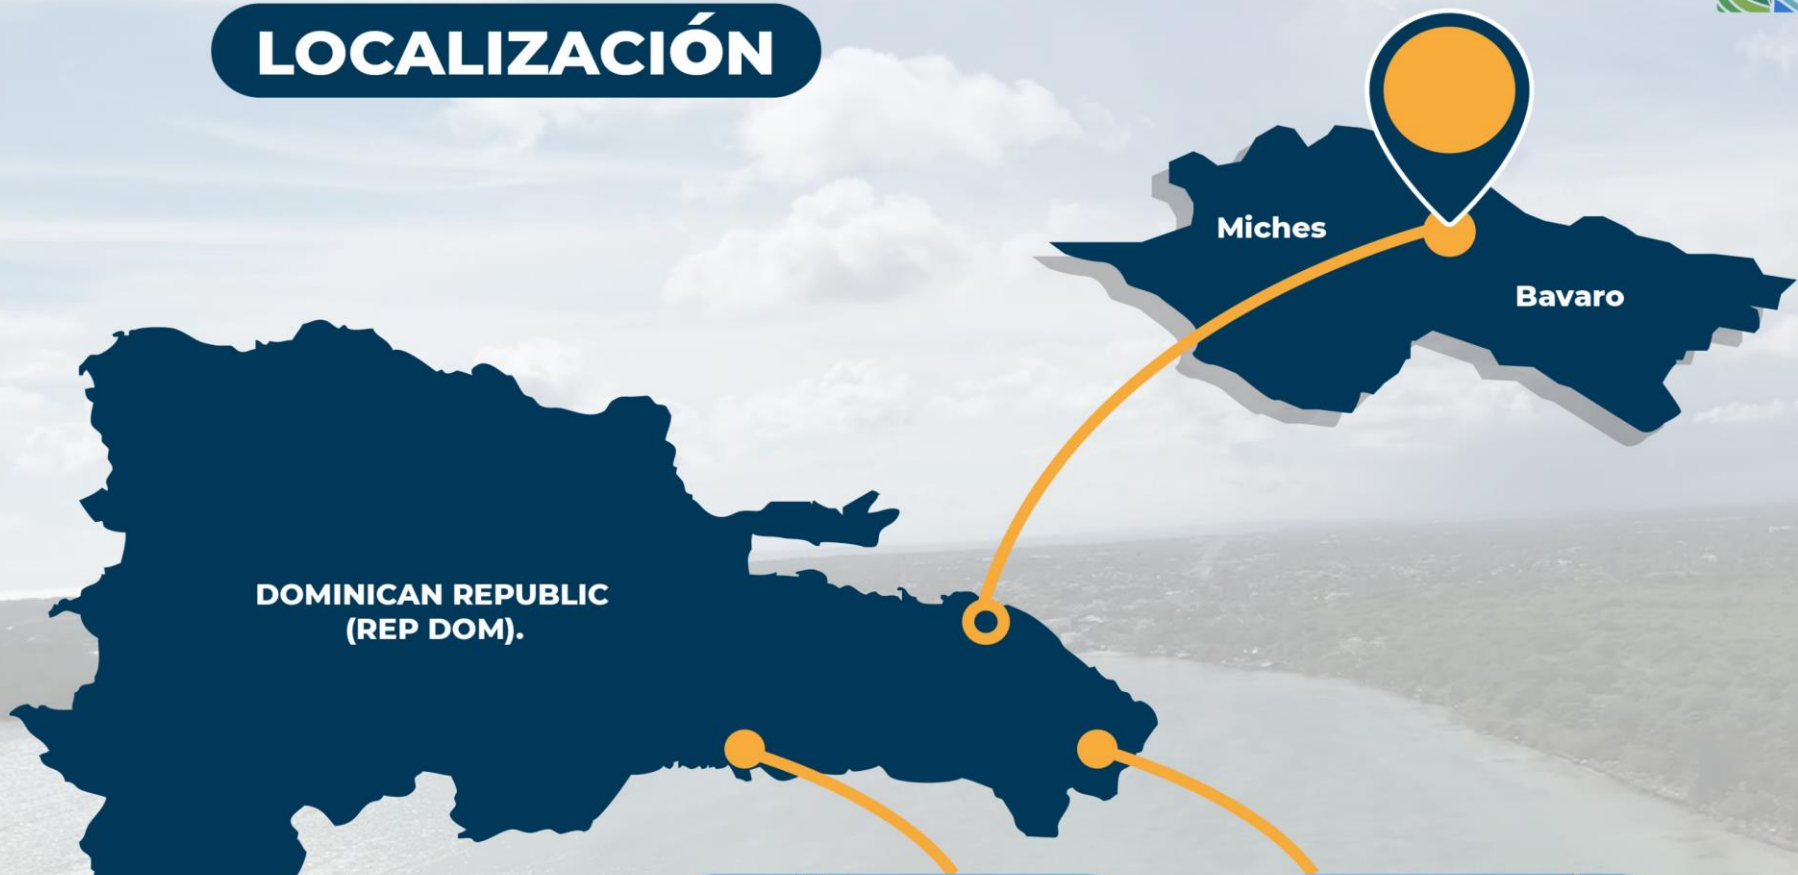 LOCALIZACIÓN
Miches
Bavaro
DOMINICAN REPUBLIC
(REP DOM).